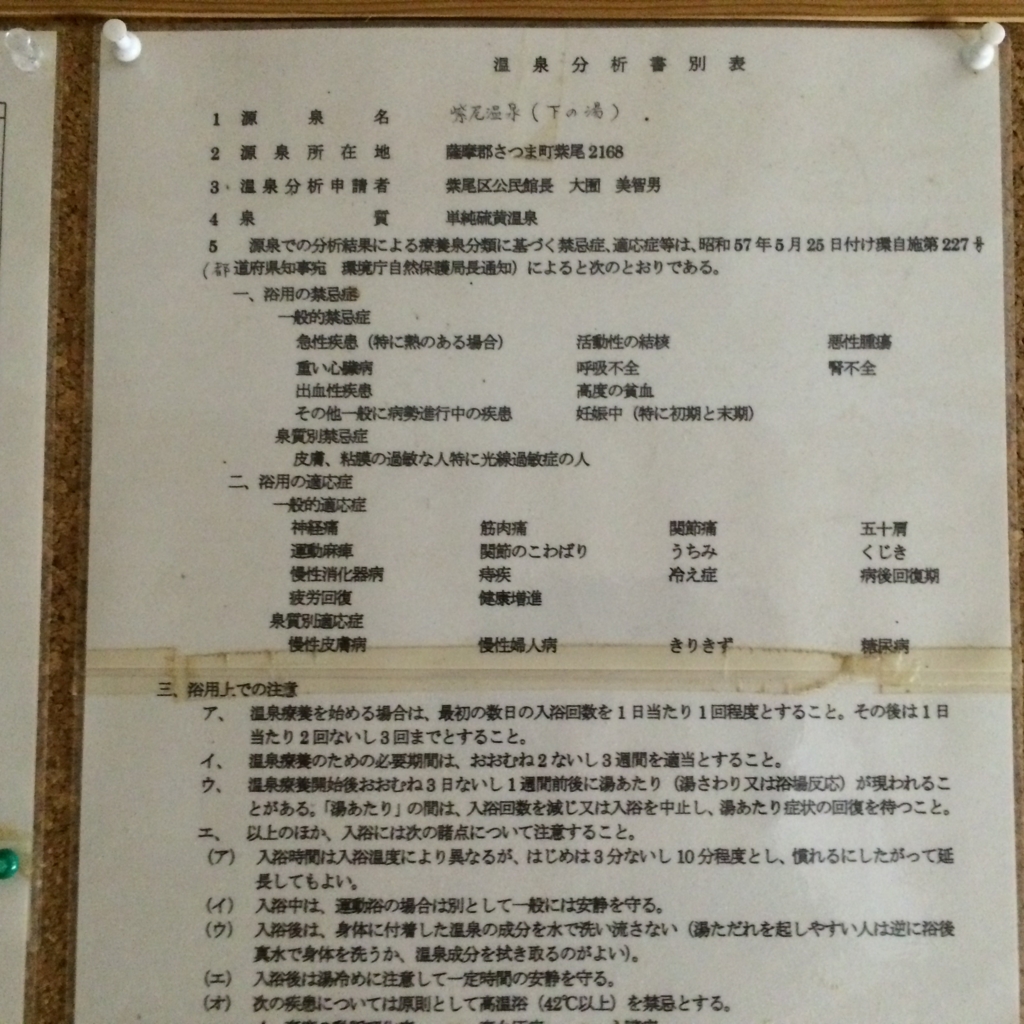 温泉分析書別表
1 源泉名 紫尾温泉(下の湯)
2 源泉所在地 薩摩郡さつま町紫尾2168
3 温泉分析申請者 紫尾区公民館長 大園 美智男
4 泉質 単純硫黄温泉
5 源泉での分析結果による療養泉分類に基づく禁忌症、適応症等は、昭和57年5月25日付け環自施第227号
(都道府県知事宛 環境庁自然保護局長通知)によると次のとおりである。
一、浴用の禁忌症
一般的禁忌症
急性疾患(特に熱のある場合) 活動性の結核 悪性腫瘍
重い心臓病 呼吸不全 腎不全
出血性疾患 高度の貧血
その他一般に病勢進行中の疾患 妊娠中(特に初期と末期)
泉質別禁忌症
皮膚、粘膜の過敏な人特に光線過敏症の人
二、浴用の適応症
一般的適応症
神経痛 筋肉痛 関節痛 五十肩
運動麻痺 関節のこわばり うちみ くじき
慢性消化器病 痔疾 冷え症 病後回復期
疲労回復 健康増進
泉質別適応症
慢性皮膚病 慢性婦人病 きりきず 糖尿病
三、浴用上での注意
ア、 温泉療養を始める場合は、最初の数日の入浴回数を1日当たり1回程度とすること。その後は1日
当たり2回ないし3回までとすること。
イ、 温泉療養のための必要期間は、おおむね2ないし3週間を適当とすること。
ウ、 温泉療養開始後おおむね3日ないし1週間前後に湯あたり(湯さわり又は浴場反応)が現われるこ
とがある。「湯あたり」の間は、入浴回数を減じ又は入浴を中止し、湯あたり症状の回復を待つこと。
エ、 以上のほか、入浴には次の諸点について注意すること。
(ア) 入浴時間は入浴温度により異なるが、はじめは3分ないし10分程度とし、慣れるにしたがって延
長してもよい。
(イ) 入浴中は、運動浴の場合は別として一般には安静を守る。
(ウ) 入浴後は、身体に付着した温泉の成分を水で洗い流さない(湯ただれを起しやすい人は逆に浴後
真水で身体を洗うか、温泉成分を拭き取るのがよい)。
(エ) 入浴後は湯冷めに注意して一定時間の安静を守る。
(オ) 次の疾患については原則として高温浴(42℃以上)を禁忌とする。